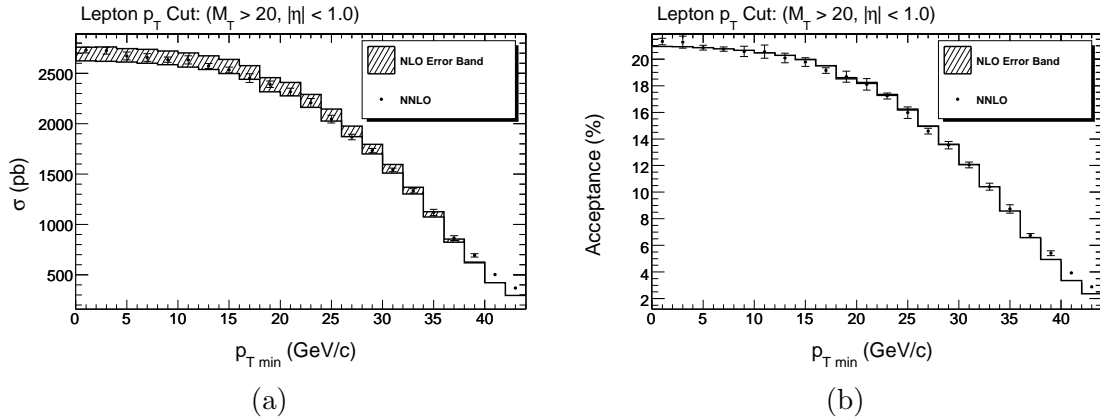 Lepton p_T Cut: (M_T > 20, |η| < 1.0)
NLO Error Band
NNLO
σ (pb)
2500
2000
1500
1000
500
0 5 10 15 20 25 30 35 40
p_T min (GeV/c)
(a)
Lepton p_T Cut: (M_T > 20, |η| < 1.0)
NLO Error Band
NNLO
Acceptance (%)
20
18
16
14
12
10
8
6
4
2
0 5 10 15 20 25 30 35 40
p_T min (GeV/c)
(b)